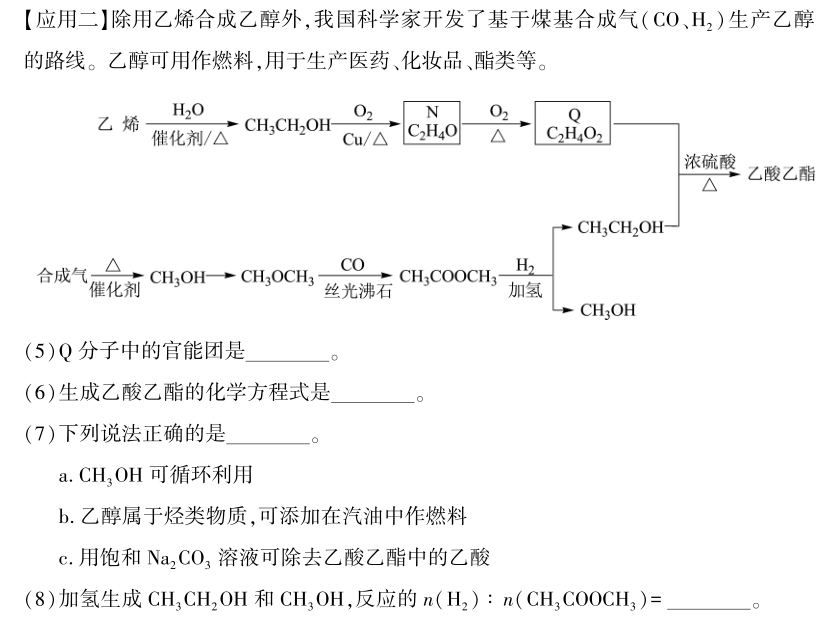 【应用二】除用乙烯合成乙醇外,我国科学家开发了基于煤基合成气(CO、H₂)生产乙醇
的路线。乙醇可用作燃料,用于生产医药、化妆品、酯类等。
乙烯 H₂O 催化剂/△ CH₃CH₂OH O₂ Cu/△ N C₂H₄O O₂ △ Q C₂H₄O₂
浓硫酸 △ 乙酸乙酯
CH₃CH₂OH
合成气 △ 催化剂 CH₃OH CH₃OCH₃ CO 丝光沸石 CH₃COOCH₃ H₂ 加氢
CH₃OH
(5)Q 分子中的官能团是________。
(6)生成乙酸乙酯的化学方程式是________。
(7)下列说法正确的是________。
a. CH₃OH 可循环利用
b. 乙醇属于烃类物质,可添加在汽油中作燃料
c. 用饱和 Na₂CO₃ 溶液可除去乙酸乙酯中的乙酸
(8)加氢生成 CH₃CH₂OH 和 CH₃OH,反应的 n(H₂)∶n(CH₃COOCH₃)=________。